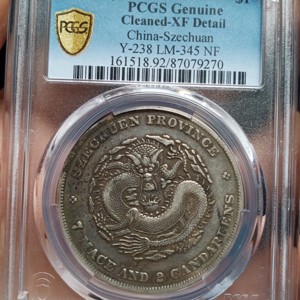 $1
PCGS Genuine
Cleaned-XF Detail
China-Szechuan
Y-238 LM-345 NF
161518.92/87079270
PCGS
SZECHUEN PROVINCE
7 MACE AND 2 CANDAREENS